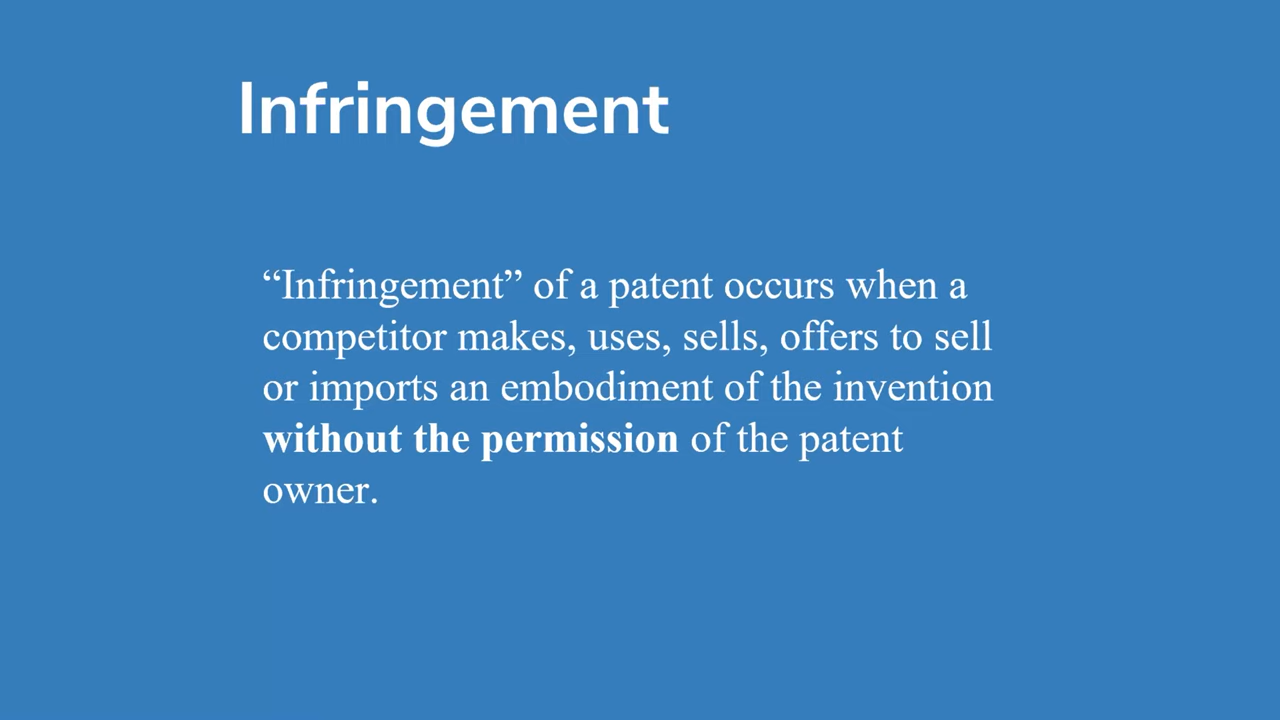 Infringement
“Infringement” of a patent occurs when a
competitor makes, uses, sells, offers to sell
or imports an embodiment of the invention
without the permission of the patent
owner.